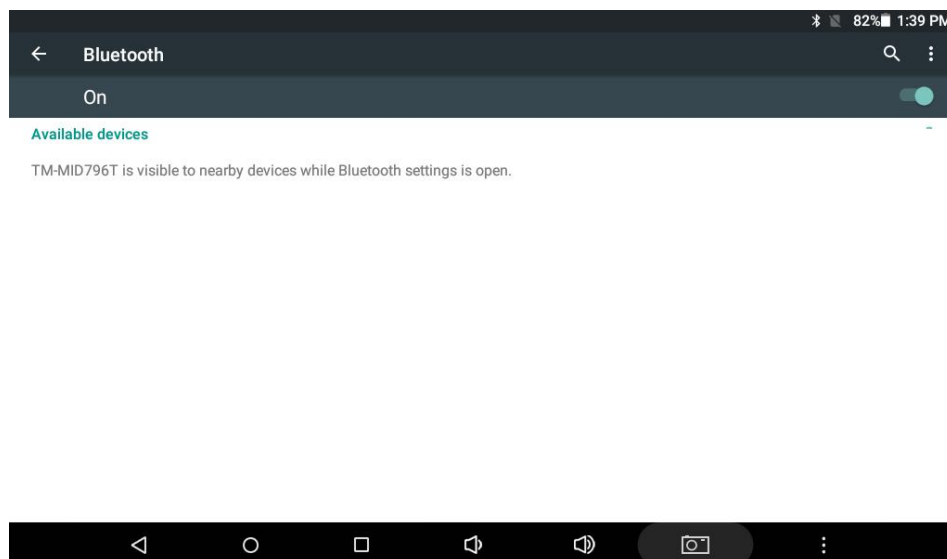 82% 1:39 PM
Bluetooth
On
Available devices
TM-MID796T is visible to nearby devices while Bluetooth settings is open.